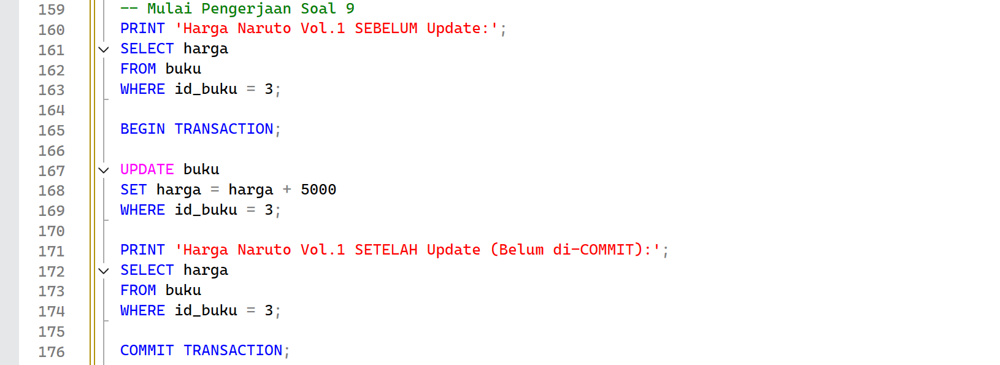 159 -- Mulai Pengerjaan Soal 9
160 PRINT 'Harga Naruto Vol.1 SEBELUM Update:';
161 SELECT harga
162 FROM buku
163 WHERE id_buku = 3;
164
165 BEGIN TRANSACTION;
166
167 UPDATE buku
168 SET harga = harga + 5000
169 WHERE id_buku = 3;
170
171 PRINT 'Harga Naruto Vol.1 SETELAH Update (Belum di-COMMIT):';
172 SELECT harga
173 FROM buku
174 WHERE id_buku = 3;
175
176 COMMIT TRANSACTION;